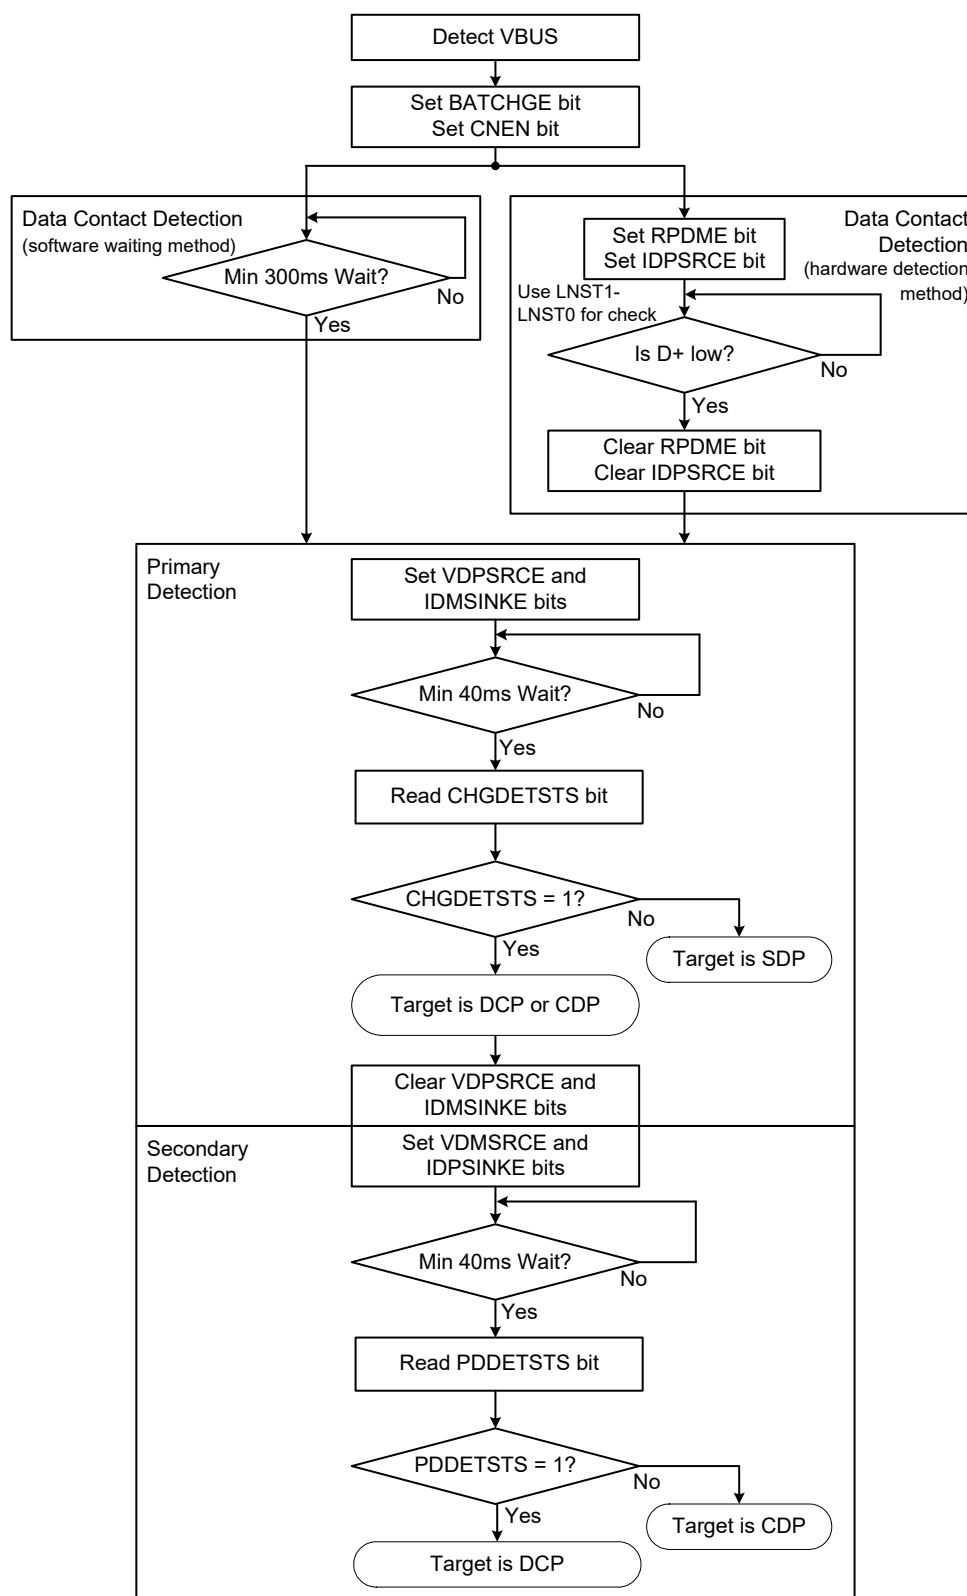 Detect VBUS
Set BATCHGE bit
Set CNEN bit
Data Contact Detection
(software waiting method)
Min 300ms Wait?
No
Yes
Data Contact
Detection
(hardware detection
method)
Set RPDME bit
Set IDPSRCE bit
Use LNST1-
LNST0 for check
Is D+ low?
No
Yes
Clear RPDME bit
Clear IDPSRCE bit
Primary
Detection
Set VDPSRCE and
IDMSINKE bits
Min 40ms Wait?
No
Yes
Read CHGDETSTS bit
CHGDETSTS = 1?
No
Yes
Target is SDP
Target is DCP or CDP
Clear VDPSRCE and
IDMSINKE bits
Secondary
Detection
Set VDMSRCE and
IDPSINKE bits
Min 40ms Wait?
No
Yes
Read PDDETSTS bit
PDDETSTS = 1?
No
Yes
Target is CDP
Target is DCP